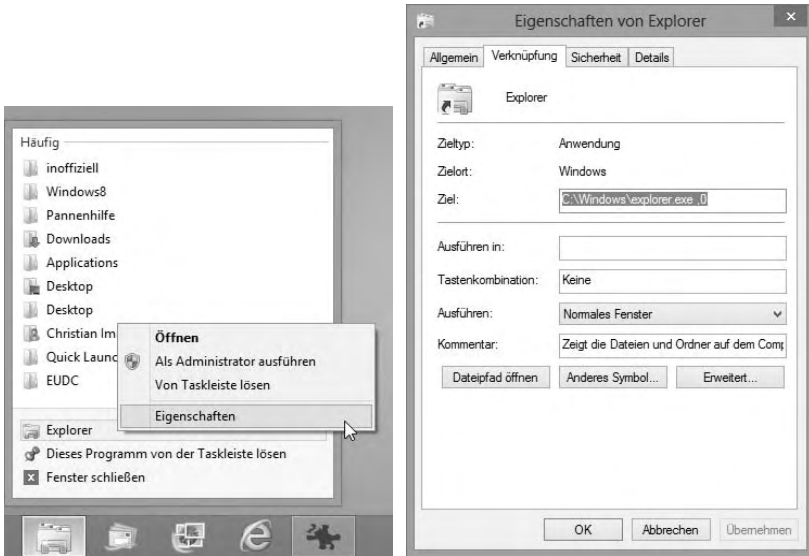 Häufig
inoffiziell
Windows8
Pannenhilfe
Downloads
Applications
Desktop
Desktop
Christian Im
Quick Launc
EUDC
Öffnen
Als Administrator ausführen
Von Taskleiste lösen
Eigenschaften
Explorer
Dieses Programm von der Taskleiste lösen
Fenster schließen
Eigenschaften von Explorer
Allgemein Verknüpfung Sicherheit Details
Explorer
Zieltyp: Anwendung
Zielort: Windows
Ziel: C:\Windows\explorer.exe ,0
Ausführen in:
Tastenkombination: Keine
Ausführen: Normales Fenster
Kommentar: Zeigt die Dateien und Ordner auf dem Comp
Dateipfad öffnen Anderes Symbol... Erweitert...
OK Abbrechen Übernehmen